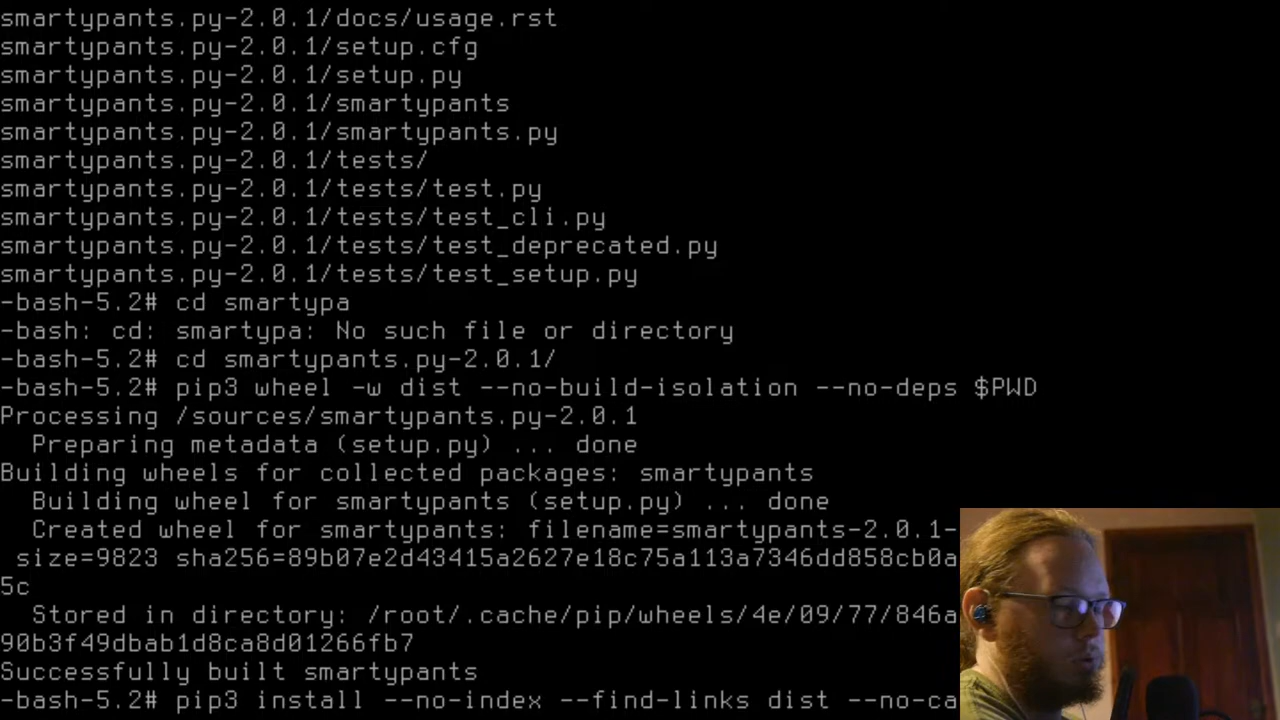 smartypants.py-2.0.1/docs/usage.rst
smartypants.py-2.0.1/setup.cfg
smartypants.py-2.0.1/setup.py
smartypants.py-2.0.1/smartypants
smartypants.py-2.0.1/smartypants.py
smartypants.py-2.0.1/tests/
smartypants.py-2.0.1/tests/test.py
smartypants.py-2.0.1/tests/test_cli.py
smartypants.py-2.0.1/tests/test_deprecated.py
smartypants.py-2.0.1/tests/test_setup.py
-bash-5.2# cd smartypa
-bash: cd: smartypa: No such file or directory
-bash-5.2# cd smartypants.py-2.0.1/
-bash-5.2# pip3 wheel -w dist --no-build-isolation --no-deps $PWD
Processing /sources/smartypants.py-2.0.1
  Preparing metadata (setup.py) ... done
Building wheels for collected packages: smartypants
  Building wheel for smartypants (setup.py) ... done
  Created wheel for smartypants: filename=smartypants-2.0.1-
 size=9823 sha256=89b07e2d43415a2627e18c75a113a7346dd858cb0a
5c
  Stored in directory: /root/.cache/pip/wheels/4e/09/77/846a
90b3f49dbab1d8ca8d01266fb7
Successfully built smartypants
-bash-5.2# pip3 install --no-index --find-links dist --no-ca